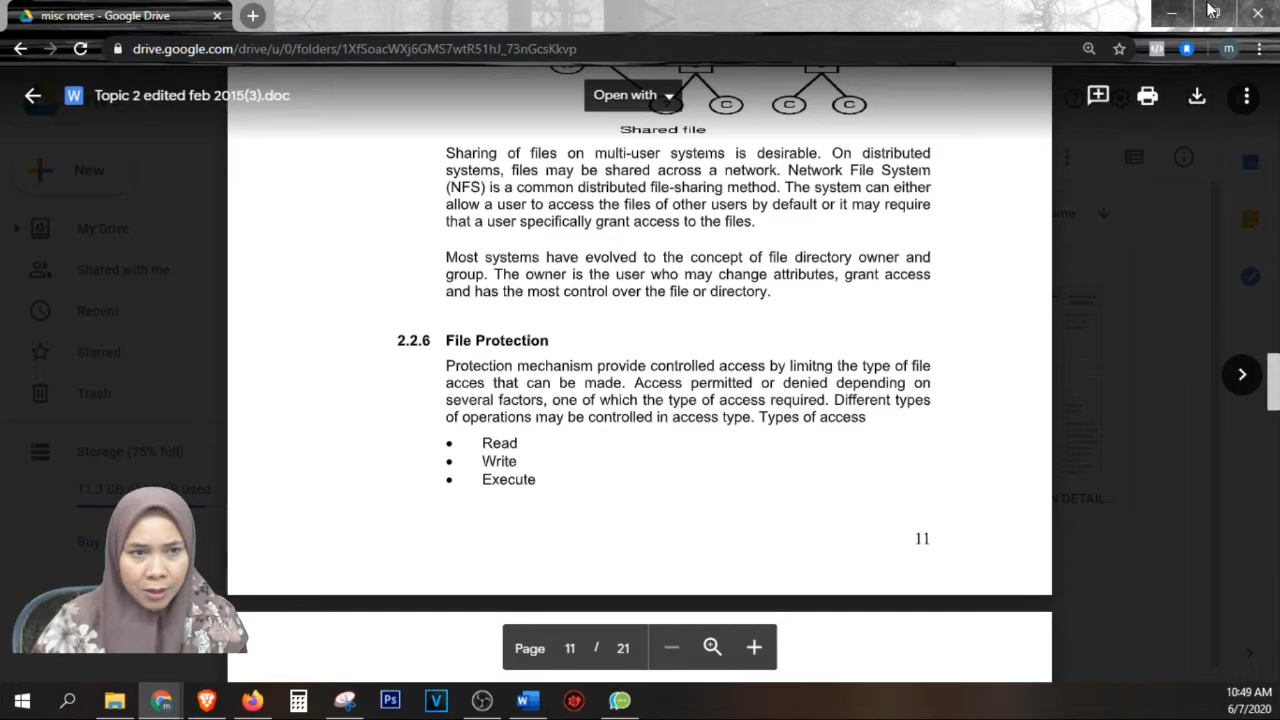 misc notes - Google Drive
drive.google.com/drive/u/0/folders/1XfSoacWXj6GMS7wtR51hJ_73nGcsKkvp
m
W Topic 2 edited feb 2015(3).doc
Open with
C C C
Shared file
Sharing of files on multi-user systems is desirable. On distributed
systems, files may be shared across a network. Network File System
(NFS) is a common distributed file-sharing method. The system can either
allow a user to access the files of other users by default or it may require
that a user specifically grant access to the files.
Most systems have evolved to the concept of file directory owner and
group. The owner is the user who may change attributes, grant access
and has the most control over the file or directory.
2.2.6 File Protection
Protection mechanism provide controlled access by limitng the type of file
acces that can be made. Access permitted or denied depending on
several factors, one of which the type of access required. Different types
of operations may be controlled in access type. Types of access
• Read
• Write
• Execute
11
New
My Drive
Shared with me
Recent
Starred
Trash
Storage (75% full)
11.3 GB of used
Buy
N DETAIL...
Page 11 / 21
Ps
V
W
10:49 AM
6/7/2020